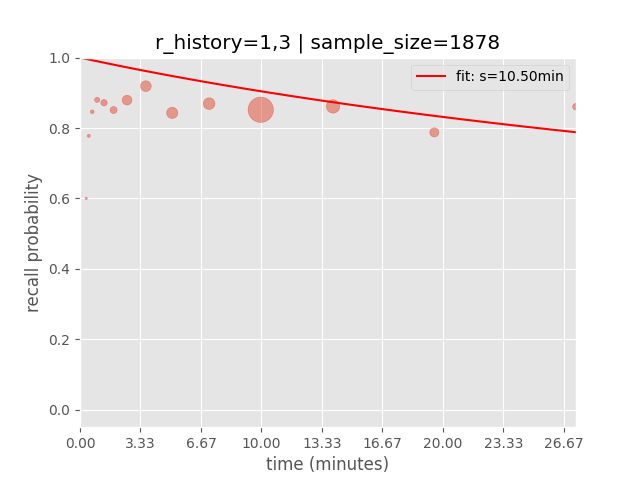 r_history=1,3 | sample_size=1878
fit: s=10.50min
recall probability
1.0
0.8
0.6
0.4
0.2
0.0
0.00 3.33 6.67 10.00 13.33 16.67 20.00 23.33 26.67
time (minutes)